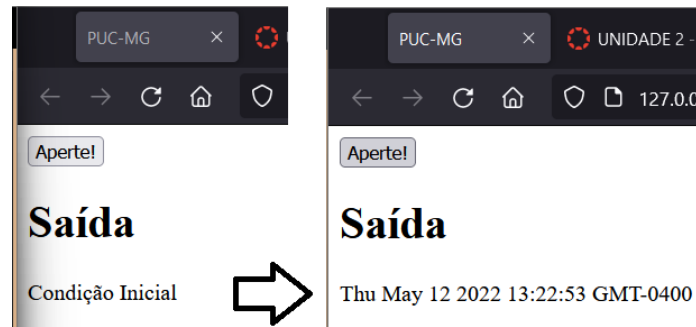 PUC-MG
Aperte!
Saída
Condição Inicial
PUC-MG
UNIDADE 2 -
127.0.0
Aperte!
Saída
Thu May 12 2022 13:22:53 GMT-0400